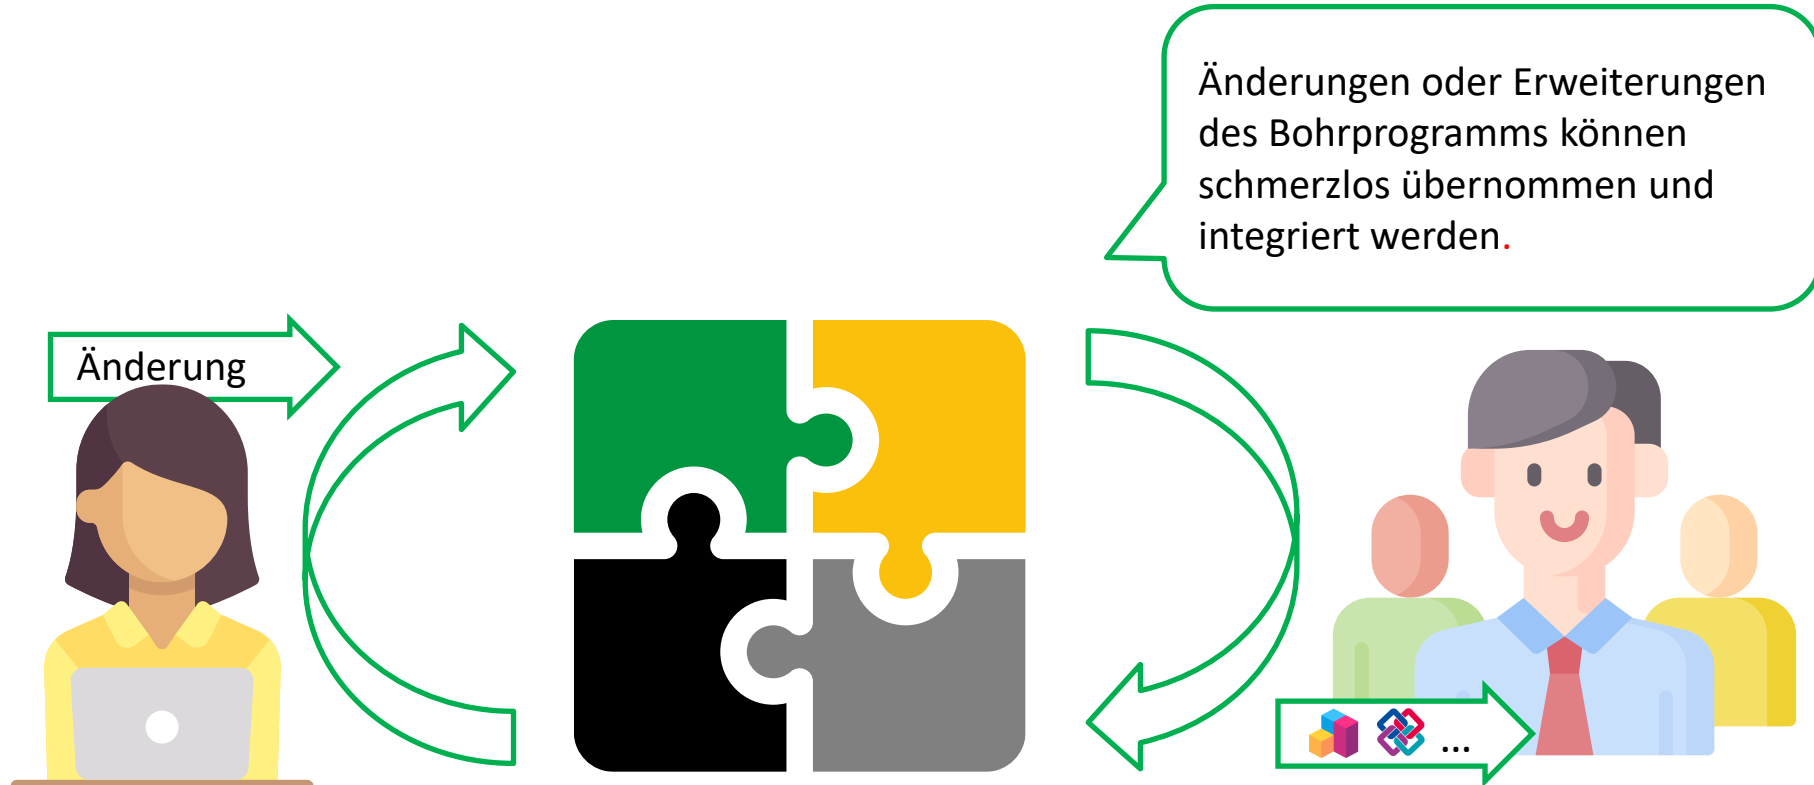 Änderungen oder Erweiterungen
des Bohrprogramms können
schmerzlos übernommen und
integriert werden.
Änderung
...